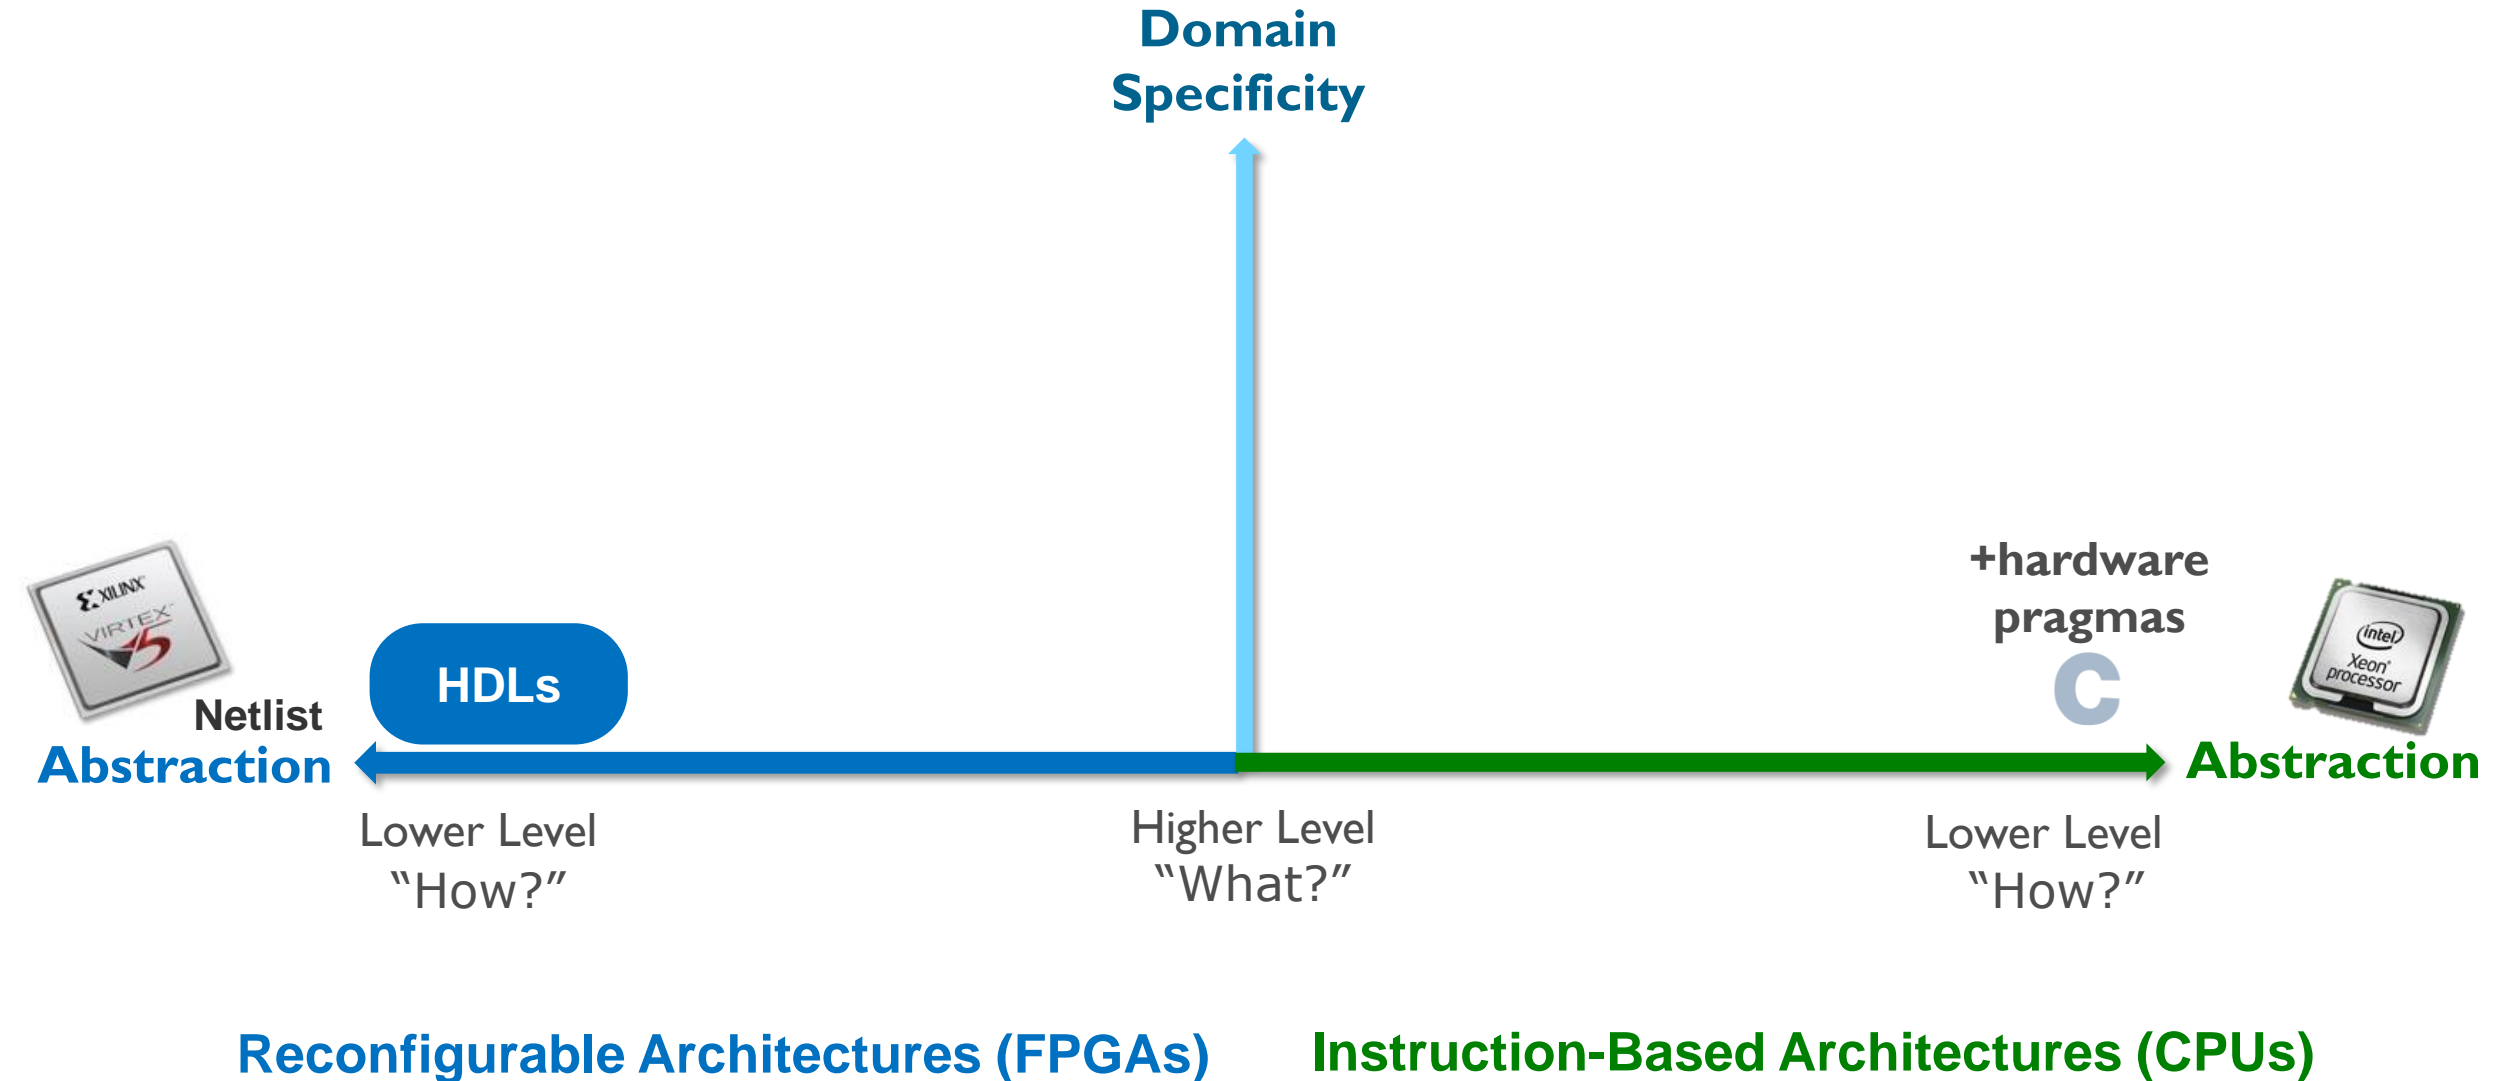 Domain
Specificity
+hardware
pragmas
C
XILINX
VIRTEX
5
intel
Xeon
processor
HDLs
Netlist
Abstraction
Abstraction
Lower Level
"How?"
Higher Level
"What?"
Lower Level
"How?"
Reconfigurable Architectures (FPGAs)
Instruction-Based Architectures (CPUs)